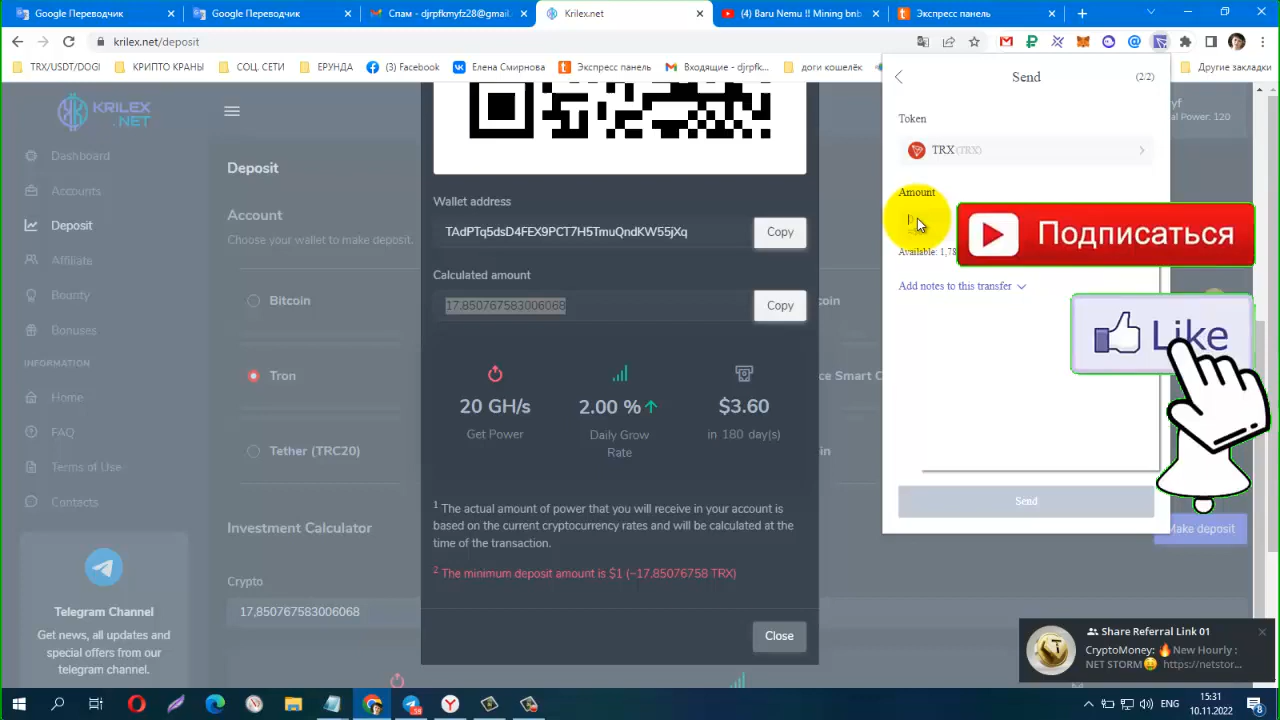 Google Переводчик
Google Переводчик
Спам - djrpfkmyfz28@gmail.
Krilex.net
(4) Baru Nemu !! Mining bnb
Экспресс панель
krilex.net/deposit
TRX/USDT/DOGI
КРИПТО КРАНЫ
СОЦ. СЕТИ
ЕРУНДА
(3) Facebook
Елена Смирнова
Экспресс панель
Входящие - djrpf...
доги кошелёк
Другие закладки
KRILEX
.NET
Dashboard
Accounts
Deposit
Affiliate
Bounty
Bonuses
INFORMATION
Home
FAQ
Terms of Use
Contacts
Telegram Channel
Get news, all updates and
special offers from our
telegram channel.
Deposit
Account
Choose your wallet to make deposit.
Bitcoin
Tron
Tether (TRC20)
Investment Calculator
Crypto
17,850767583006068
Wallet address
TAdPTq5dsD4FEX9PCT7H5TmuQndKW55jXq
Copy
Calculated amount
17.850767583006068
Copy
20 GH/s
Get Power
2.00 %
Daily Grow
Rate
$3.60
in 180 day(s)
1 The actual amount of power that you will receive in your account is
based on the current cryptocurrency rates and will be calculated at the
time of the transaction.
2 The minimum deposit amount is $1 (~17.85076758 TRX)
Close
Send
(2/2)
Token
TRX (TRX)
Amount
Available: 1,78
Add notes to this transfer
Send
Power: 120
Make deposit
Подписаться
Like
Share Referral Link 01
CryptoMoney: 🔥New Hourly :
NET STORM🤑 https://netstor...
ENG
15:31
10.11.2022